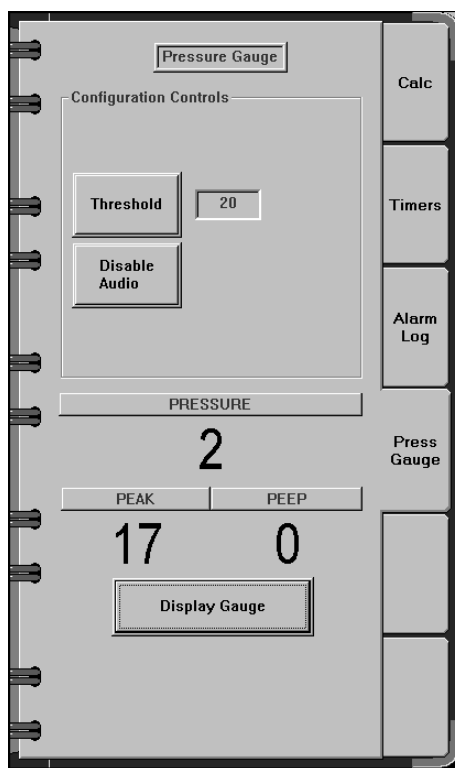 Pressure Gauge
Configuration Controls
Threshold
20
Disable
Audio
PRESSURE
2
PEAK
PEEP
17
0
Display Gauge
Calc
Timers
Alarm
Log
Press
Gauge